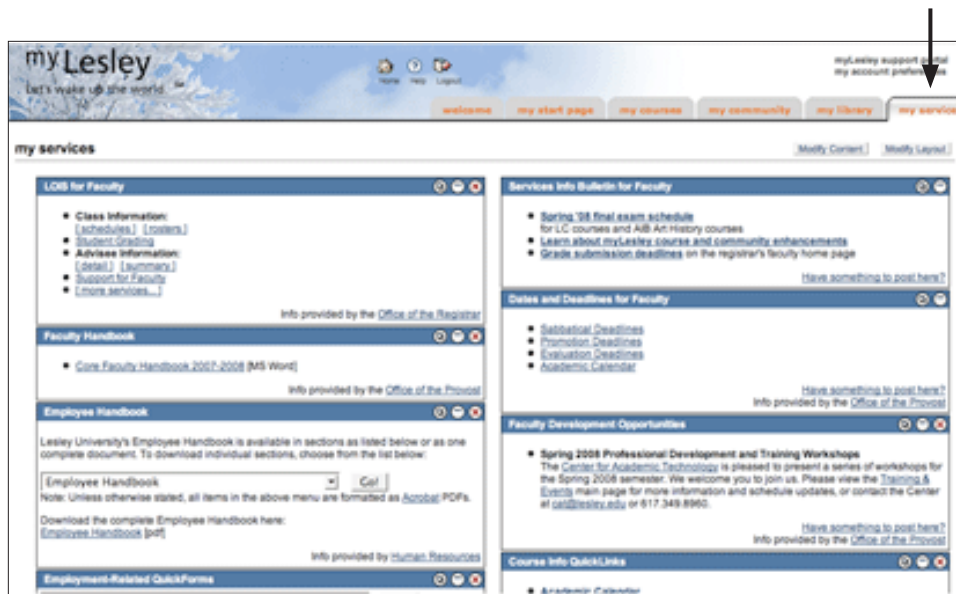 my Lesley
Let's wake up the world.
Home Help Logout
myLesley support portal
my account preferences
welcome my start page my courses my community my library my servic
my services
Modify Content Modify Layout
LOIS for Faculty
Class Information:
[schedules] [rosters]
Student Grading
Advisee Information:
[detail] [summary]
Support for Faculty
[more services...]
Info provided by the Office of the Registrar
Faculty Handbook
Core Faculty Handbook 2007-2008 [MS Word]
Info provided by the Office of the Provost
Employee Handbook
Lesley University's Employee Handbook is available in sections as listed below or as one
complete document. To download individual sections, choose from the list below:
Employee Handbook Go!
Note: Unless otherwise stated, all items in the above menu are formatted as Acrobat PDFs.
Download the complete Employee Handbook here:
Employee Handbook [pdf]
Info provided by Human Resources
Employment-Related QuickForms
Services Info Bulletin for Faculty
Spring '08 final exam schedule
for LC courses and AIB Art History courses
Learn about myLesley course and community enhancements
Grade submission deadlines on the registrar's faculty home page
Have something to post here?
Dates and Deadlines for Faculty
Sabbatical Deadlines
Promotion Deadlines
Evaluation Deadlines
Academic Calendar
Have something to post here?
Info provided by the Office of the Provost
Faculty Development Opportunities
Spring 2008 Professional Development and Training Workshops
The Center for Academic Technology is pleased to present a series of workshops for
the Spring 2008 semester. We welcome you to join us. Please view the Training &
Events main page for more information and schedule updates, or contact the Center
at cat@lesley.edu or 617.349.8960.
Have something to post here?
Info provided by the Office of the Provost
Course Info QuickLinks
Academic Calendar